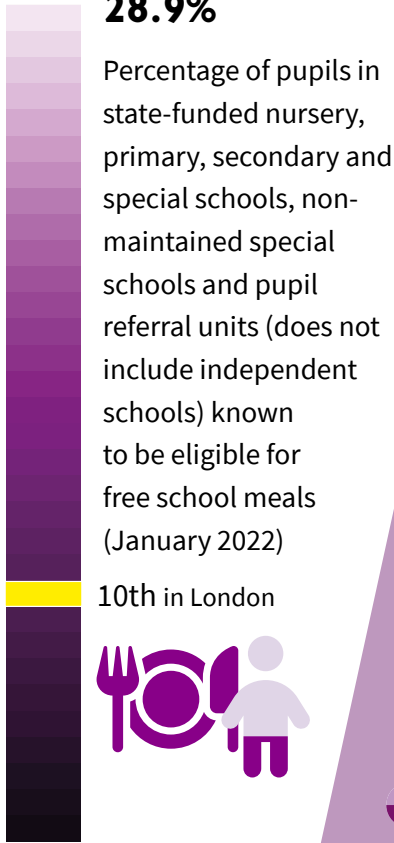 28.9%
Percentage of pupils in
state-funded nursery,
primary, secondary and
special schools, non-
maintained special
schools and pupil
referral units (does not
include independent
schools) known
to be eligible for
free school meals
(January 2022)
10th in London